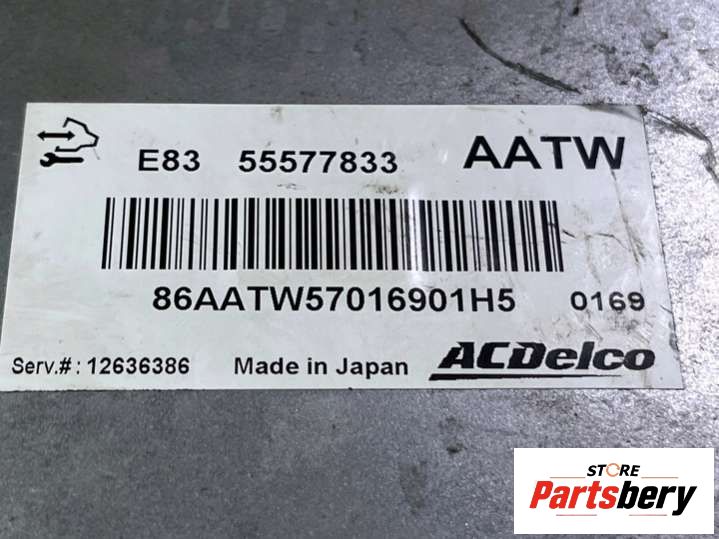 E83 55577833 AATW
86AATW57016901H5 0169
Serv.#: 12636386 Made in Japan ACDelco
STORE
Partsbery